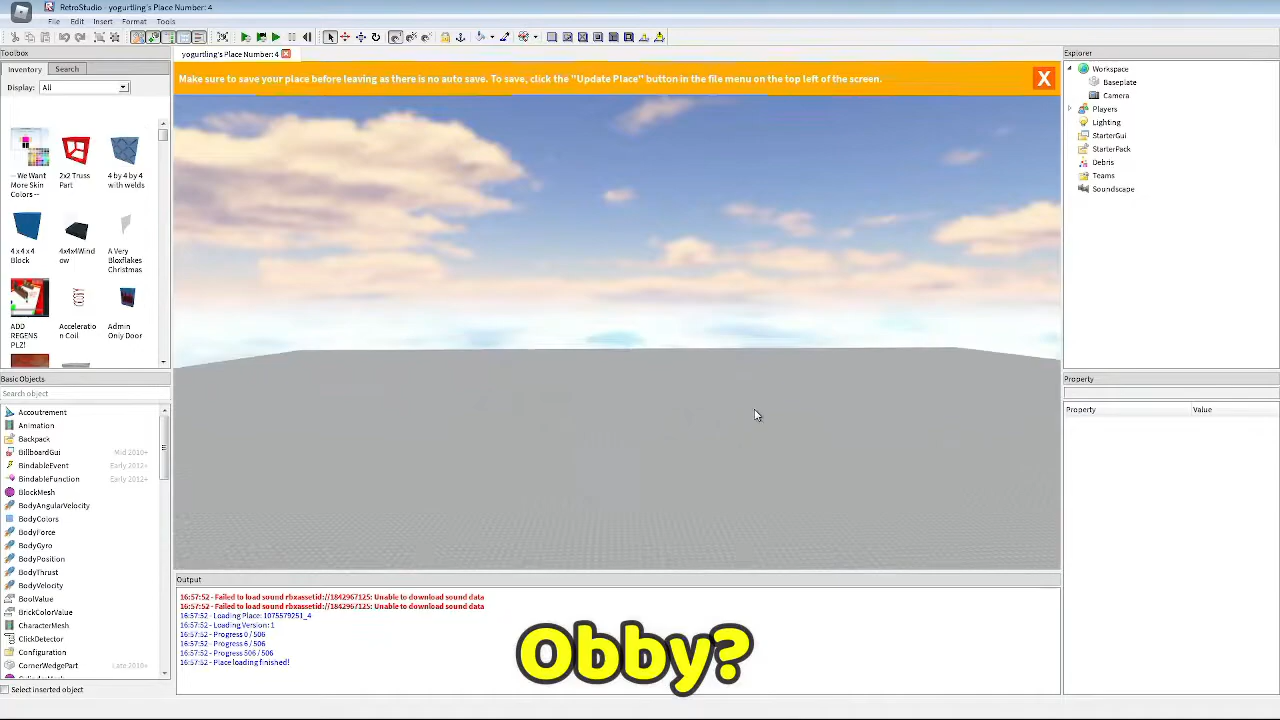 RetroStudio - yogurtling's Place Number: 4
File Edit Insert Format Tools
Toolbox
yogurtling's Place Number: 4
Explorer
Inventory Search
Display: All
Make sure to save your place before leaving as there is no auto save. To save, click the "Update Place" button in the file menu on the top left of the screen.
X
Workspace
Baseplate
Camera
Players
Lighting
StarterGui
StarterPack
Debris
Teams
Soundscape
-- We Want More Skin Colors --
2x2 Truss Part
4 by 4 by 4 with welds
4 x 4 x 4 Block
4x4x4Window
A Very Bloxflakes Christmas
ADD REGENS PLZ!
Acceleration Coil
Admin Only Door
Basic Objects
Search object
Accoutrement
Animation
Backpack
BillboardGui Mid 2010+
BindableEvent Early 2012+
BindableFunction Early 2012+
BlockMesh
BodyAngularVelocity
BodyColors
BodyForce
BodyGyro
BodyPosition
BodyThrust
BodyVelocity
BoolValue
BrickColorValue
CharacterMesh
ClickDetector
Configuration
CornerWedgePart Late 2010+
Select inserted object
Property
Property Value
Output
16:57:52 - Failed to load sound rbxassetid://1842967125: Unable to download sound data
16:57:52 - Failed to load sound rbxassetid://1842967125: Unable to download sound data
16:57:52 - Loading Place: 1075579251_4
16:57:52 - Loading Version: 1
16:57:52 - Progress 0 / 506
16:57:52 - Progress 6 / 506
16:57:52 - Progress 506 / 506
16:57:52 - Place loading finished!
Obby?